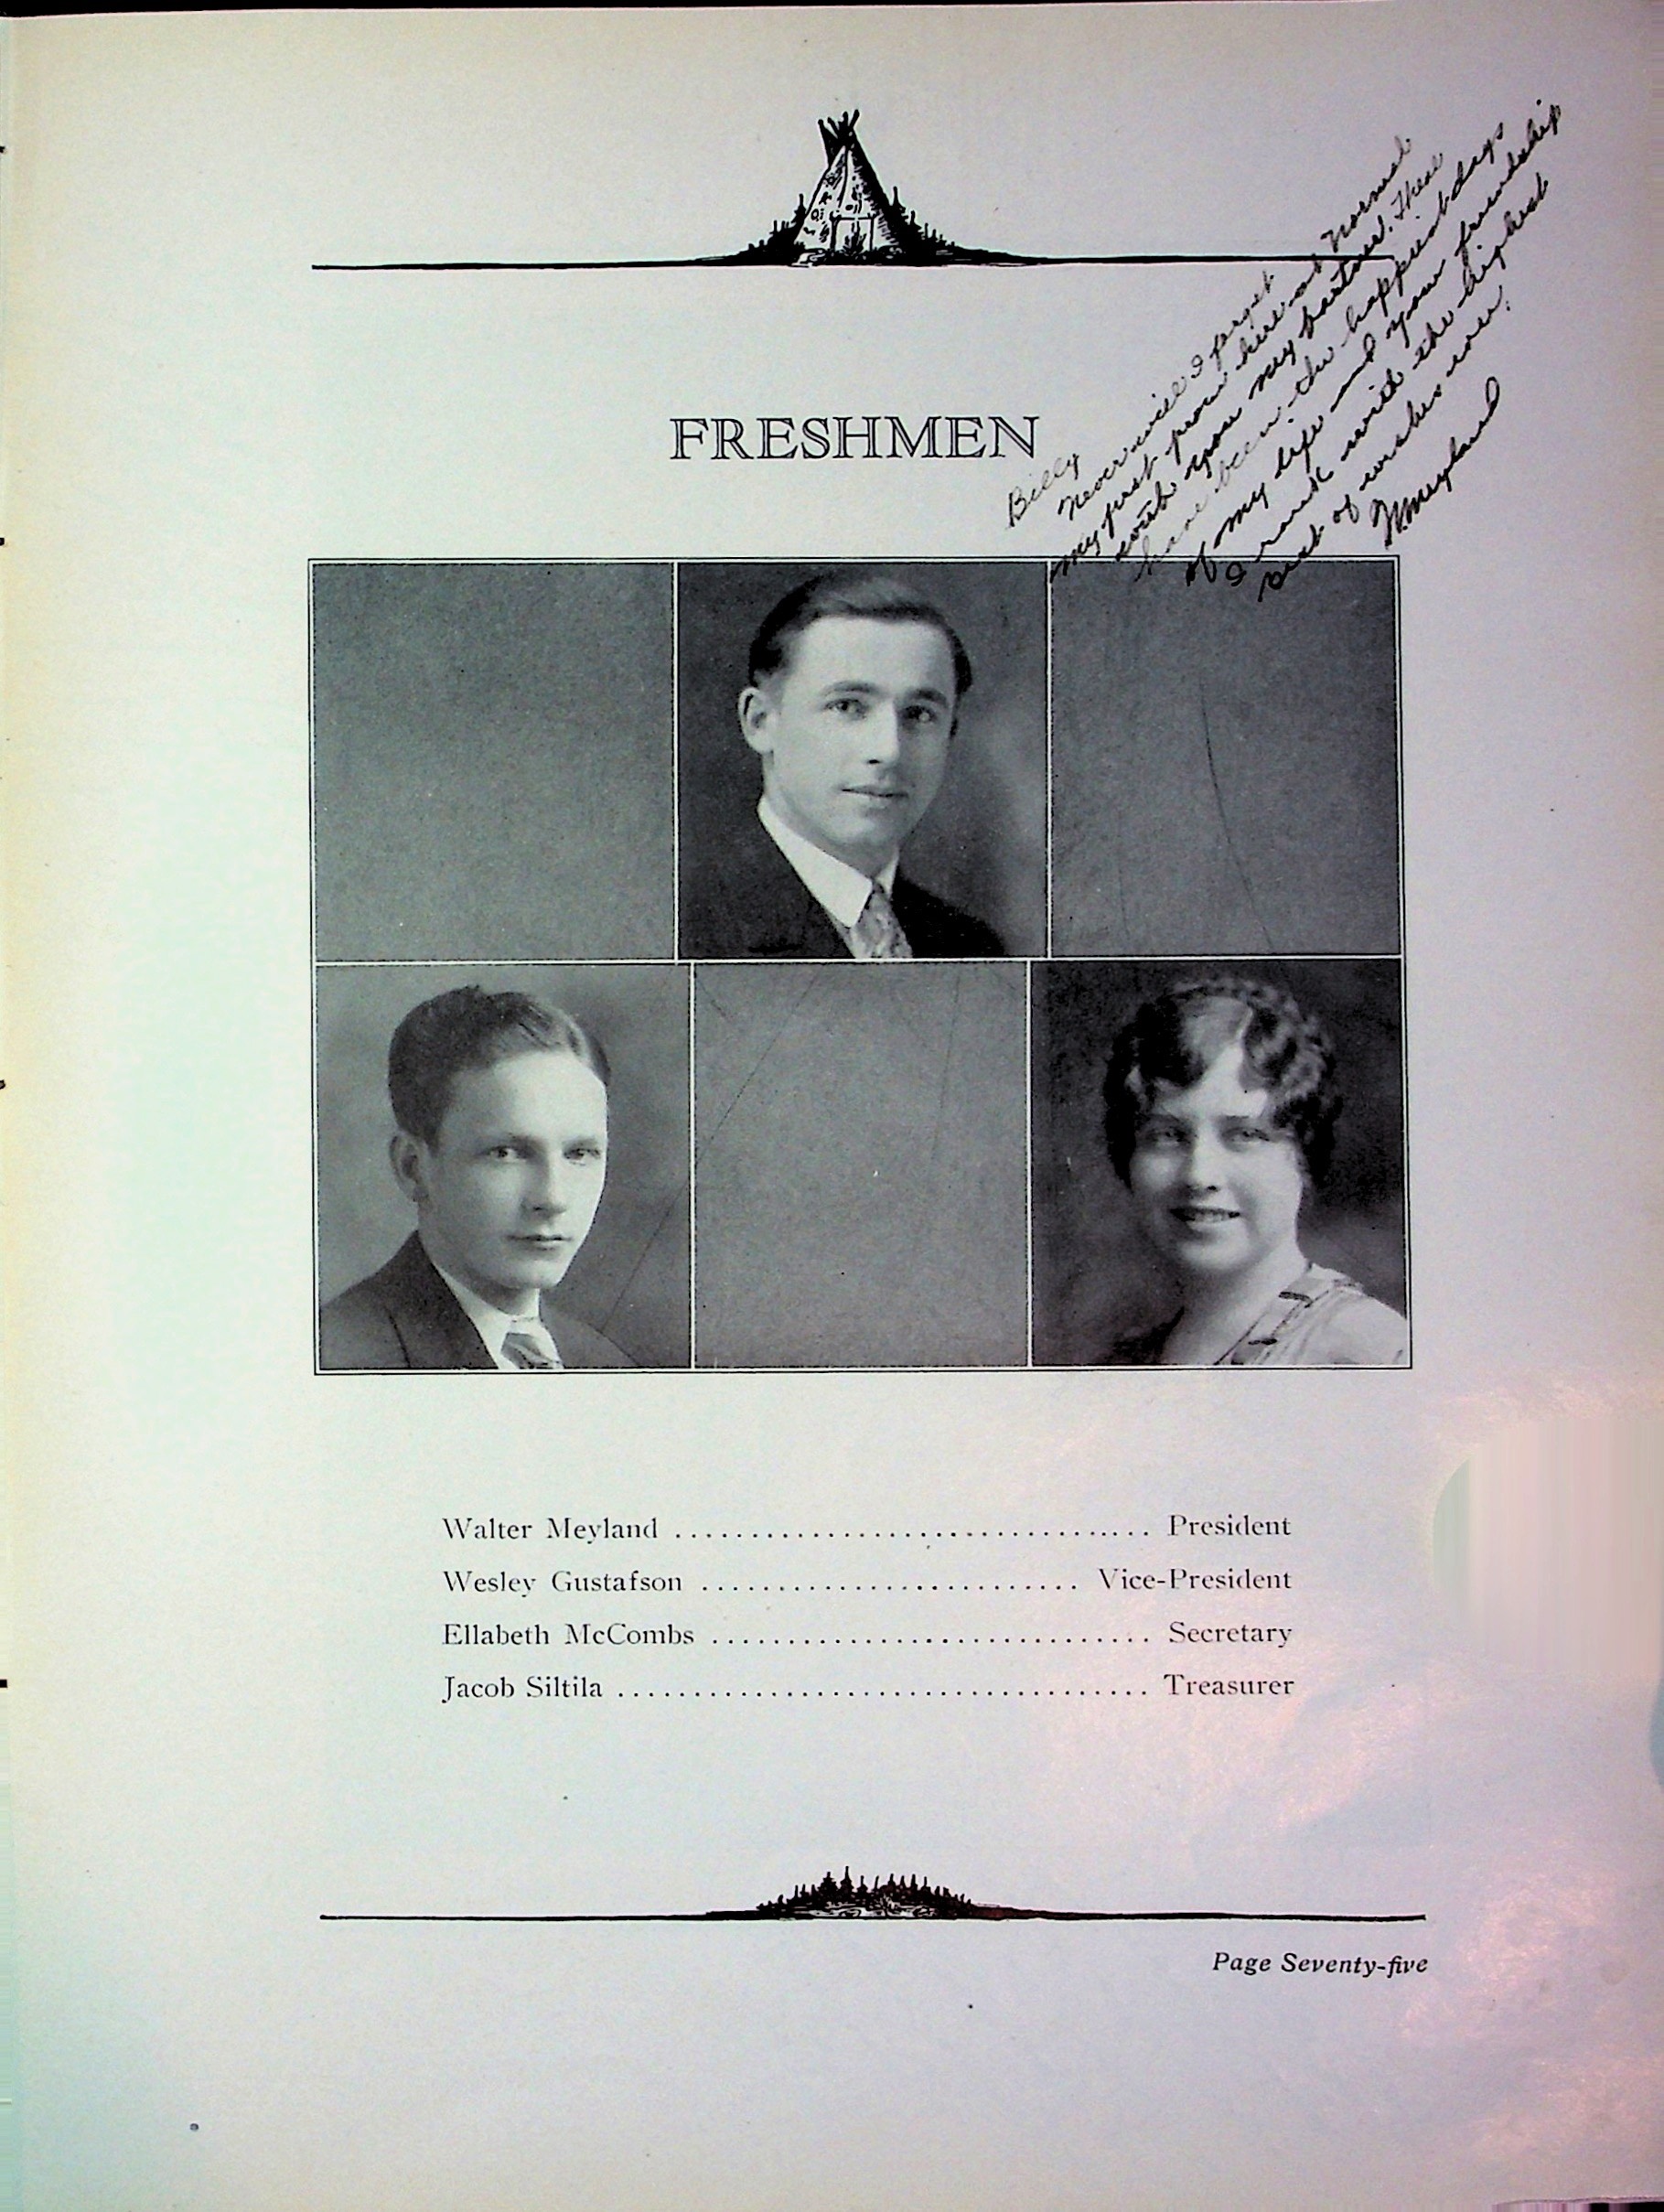 FRESHMEN
Billy
Never will I forget
my first prom here at Normal
with you my partner. These
have been the happiest days
of my life and your friendship
I rank with the highest
Best of wishes ever.
W. Meyland
Walter Meyland ................................ President
Wesley Gustafson ......................... Vice-President
Ellabeth McCombs ............................. Secretary
Jacob Siltila ................................... Treasurer
Page Seventy-five